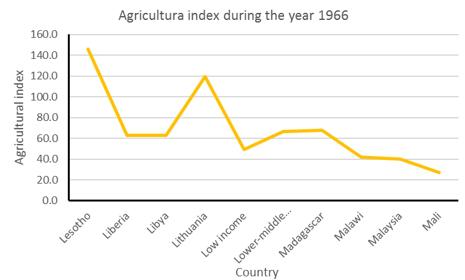 Agricultura index during the year 1966
160.0
140.0
120.0
100.0
80.0
60.0
40.0
20.0
0.0
Agricultural index
Lesotho
Liberia
Libya
Lithuania
Low income
Lower-middle...
Madagascar
Malawi
Malaysia
Mali
Country